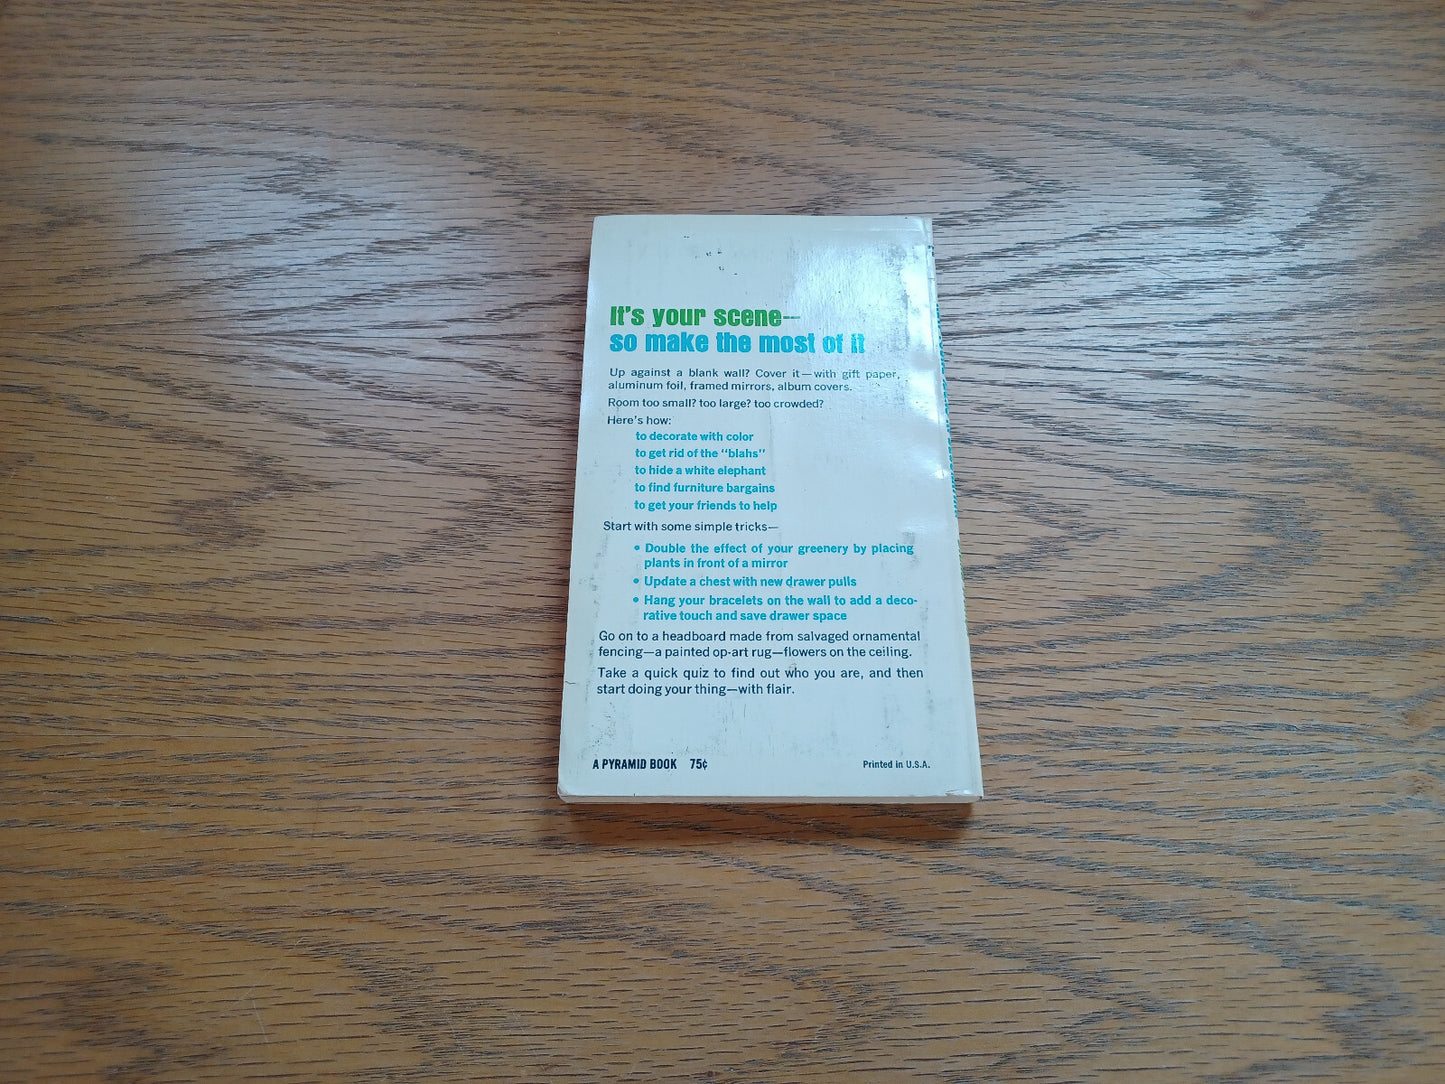 It's your scene—
so make the most of it
Up against a blank wall? Cover it—with gift paper,
aluminum foil, framed mirrors, album covers.
Room too small? too large? too crowded?
Here's how:
to decorate with color
to get rid of the "blahs"
to hide a white elephant
to find furniture bargains
to get your friends to help
Start with some simple tricks—
• Double the effect of your greenery by placing
plants in front of a mirror
• Update a chest with new drawer pulls
• Hang your bracelets on the wall to add a deco-
rative touch and save drawer space
Go on to a headboard made from salvaged ornamental
fencing—a painted op-art rug—flowers on the ceiling.
Take a quick quiz to find out who you are, and then
start doing your thing—with flair.
A PYRAMID BOOK 75¢
Printed in U.S.A.